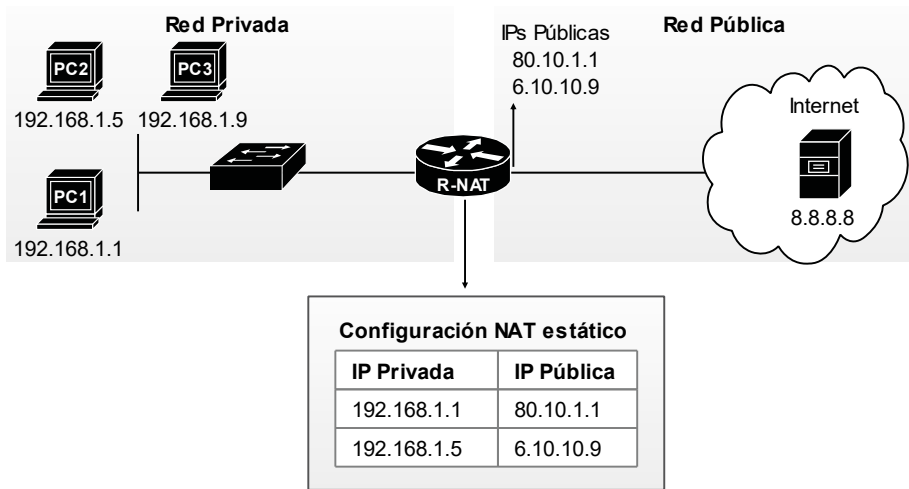 Red Privada
PC2
PC3
192.168.1.5
192.168.1.9
PC1
192.168.1.1
R-NAT
IPs Públicas
80.10.1.1
6.10.10.9
Red Pública
Internet
8.8.8.8
Configuración NAT estático
IP Privada IP Pública
192.168.1.1 80.10.1.1
192.168.1.5 6.10.10.9